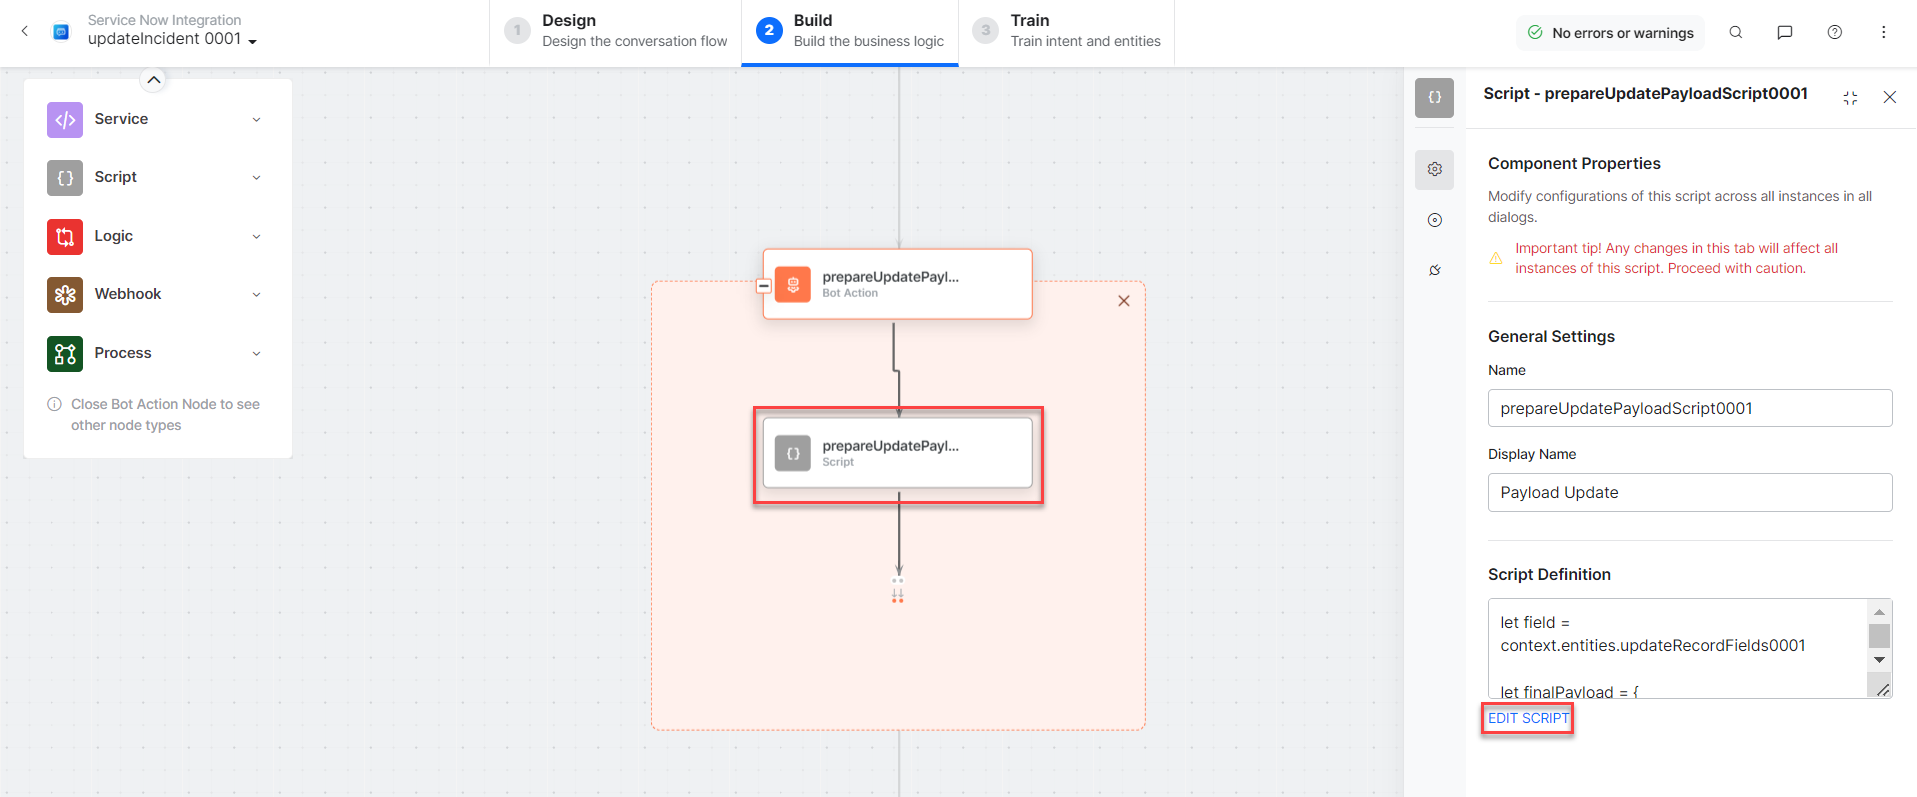 Service Now Integration
updateIncident 0001
1
Design
Design the conversation flow
2
Build
Build the business logic
3
Train
Train intent and entities
No errors or warnings
Service
Script
Logic
Webhook
Process
Close Bot Action Node to see
other node types
prepareUpdatePayl...
Bot Action
prepareUpdatePayl...
Script
Script - prepareUpdatePayloadScript0001
Component Properties
Modify configurations of this script across all instances in all
dialogs.
Important tip! Any changes in this tab will affect all
instances of this script. Proceed with caution.
General Settings
Name
prepareUpdatePayloadScript0001
Display Name
Payload Update
Script Definition
let field =
context.entities.updateRecordFields0001
let finalPayload = {
EDIT SCRIPT